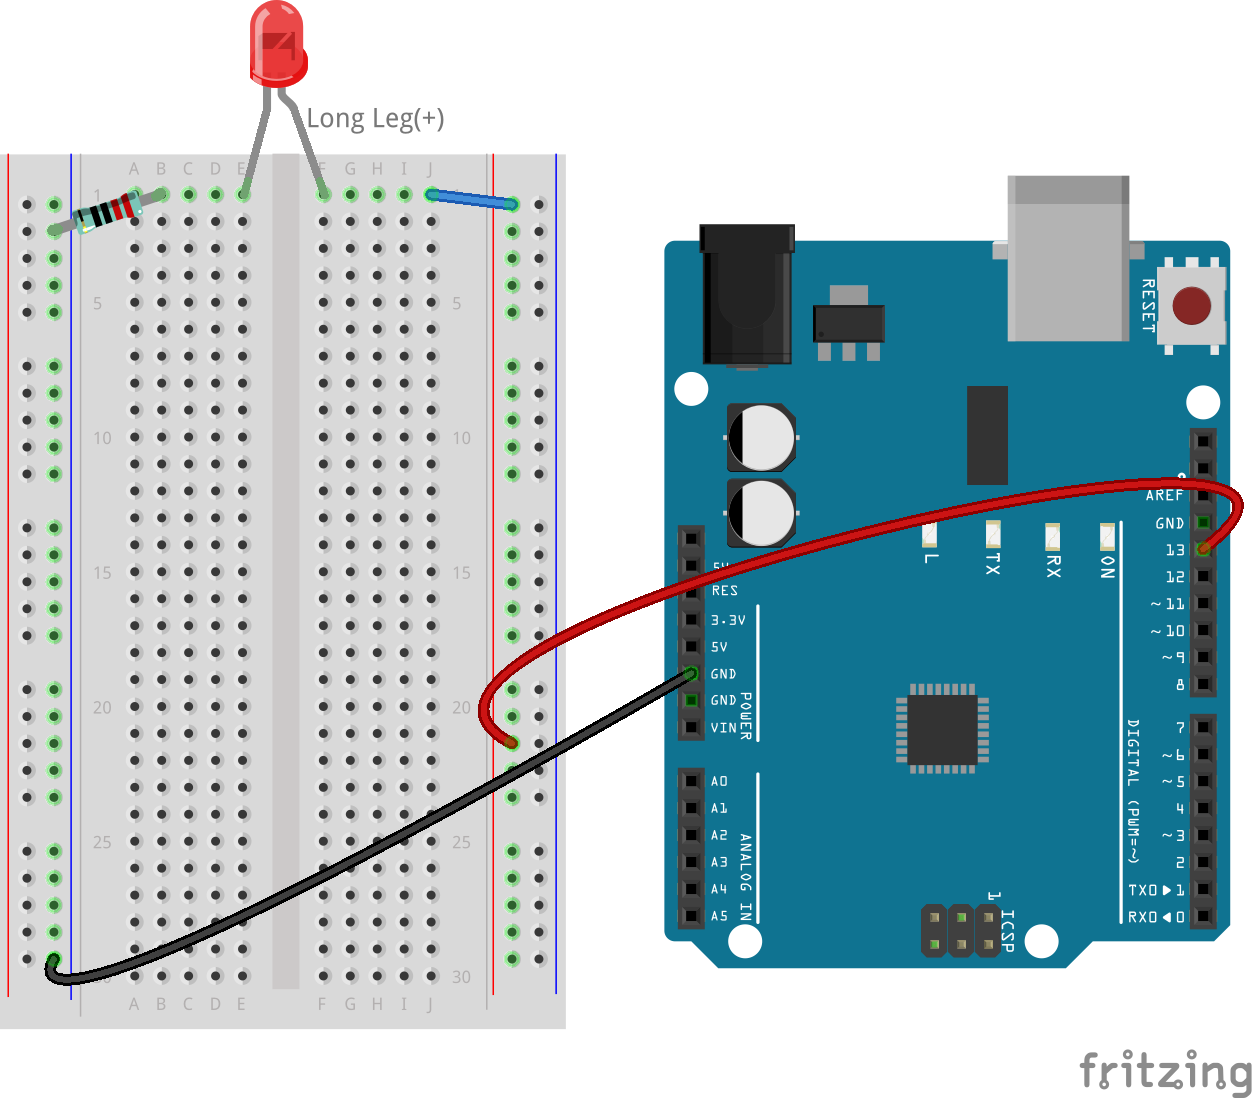 Long Leg(+)
A B C D E F G H I J
1
5 5
10 10
15 15
20 20
25 25
30
A B C D E F G H I J
RESET
AREF
GND
13
12
~11
~10
~9
8
7
~6
~5
4
~3
2
TX0▶1
RX0◀0
L
TX
RX
ON
5V
RES
3.3V
5V
GND
GND
VIN
POWER
A0
A1
A2
A3
A4
A5
ANALOG IN
DIGITAL (PWM=~)
1
ICSP
fritzing